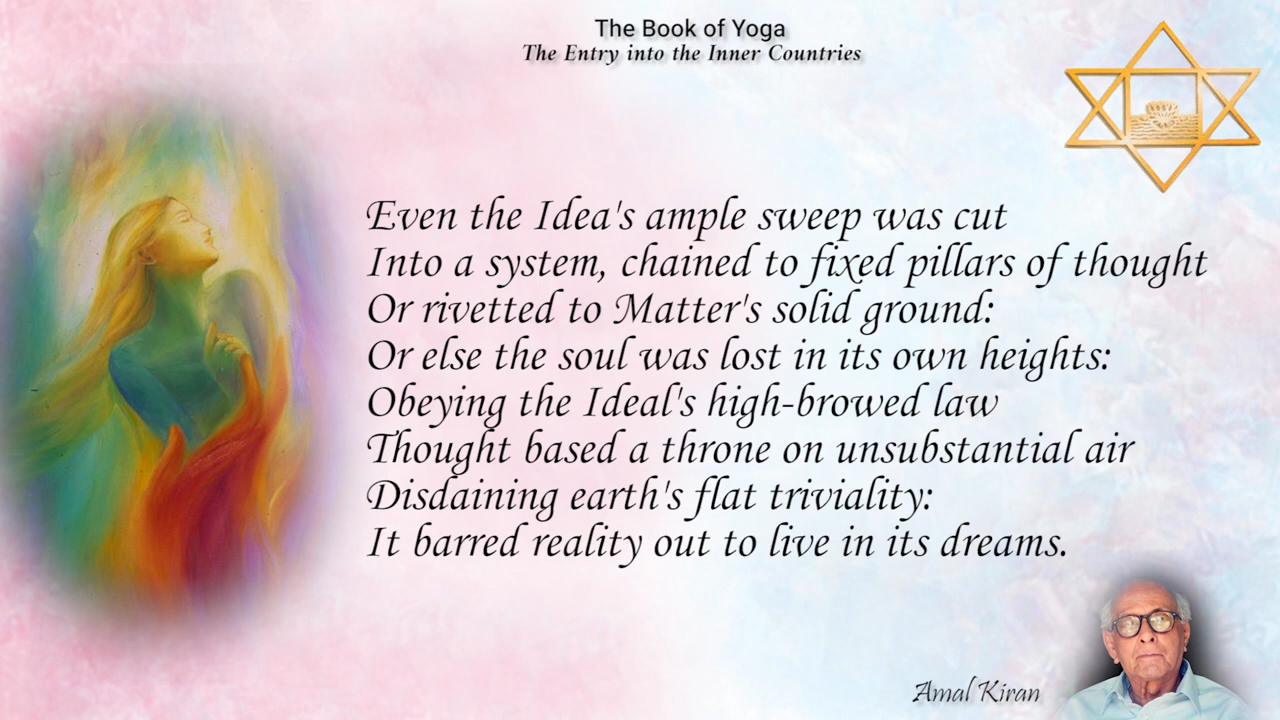 The Book of Yoga
The Entry into the Inner Countries
Even the Idea's ample sweep was cut
Into a system, chained to fixed pillars of thought
Or rivetted to Matter's solid ground:
Or else the soul was lost in its own heights:
Obeying the Ideal's high-browed law
Thought based a throne on unsubstantial air
Disdaining earth's flat triviality:
It barred reality out to live in its dreams.
Amal Kiran